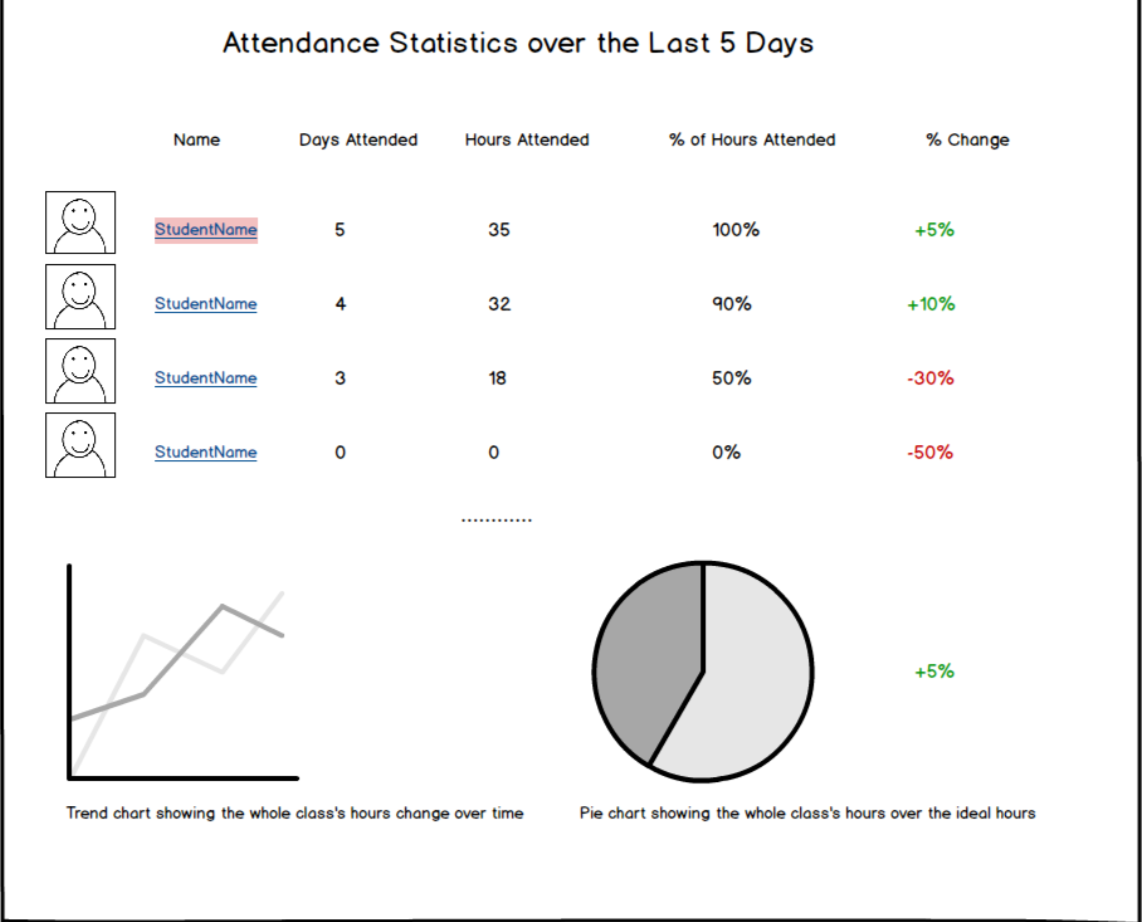 Attendance Statistics over the Last 5 Days
Name Days Attended Hours Attended % of Hours Attended % Change
StudentName 5 35 100% +5%
StudentName 4 32 90% +10%
StudentName 3 18 50% -30%
StudentName 0 0 0% -50%
............
+5%
Trend chart showing the whole class's hours change over time
Pie chart showing the whole class's hours over the ideal hours